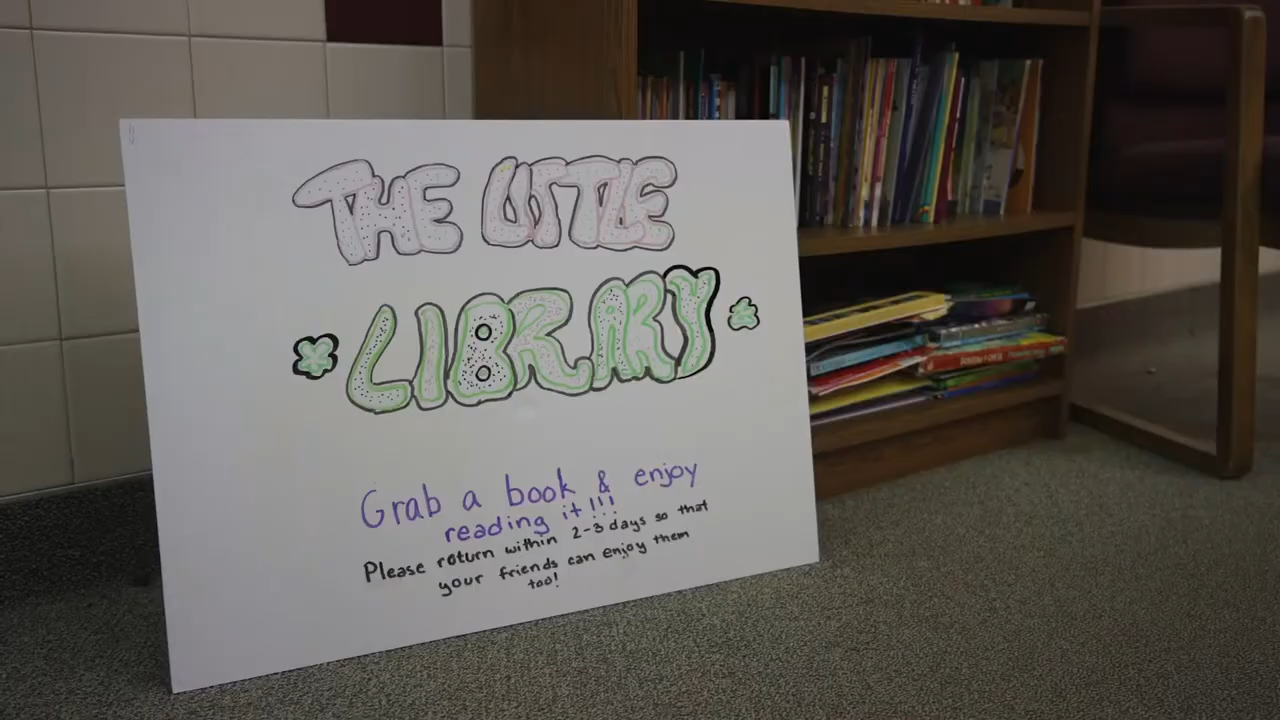 THE LITTLE
LIBRARY
Grab a book & enjoy
reading it!!!
Please return within 2-3 days so that
your friends can enjoy them
too!